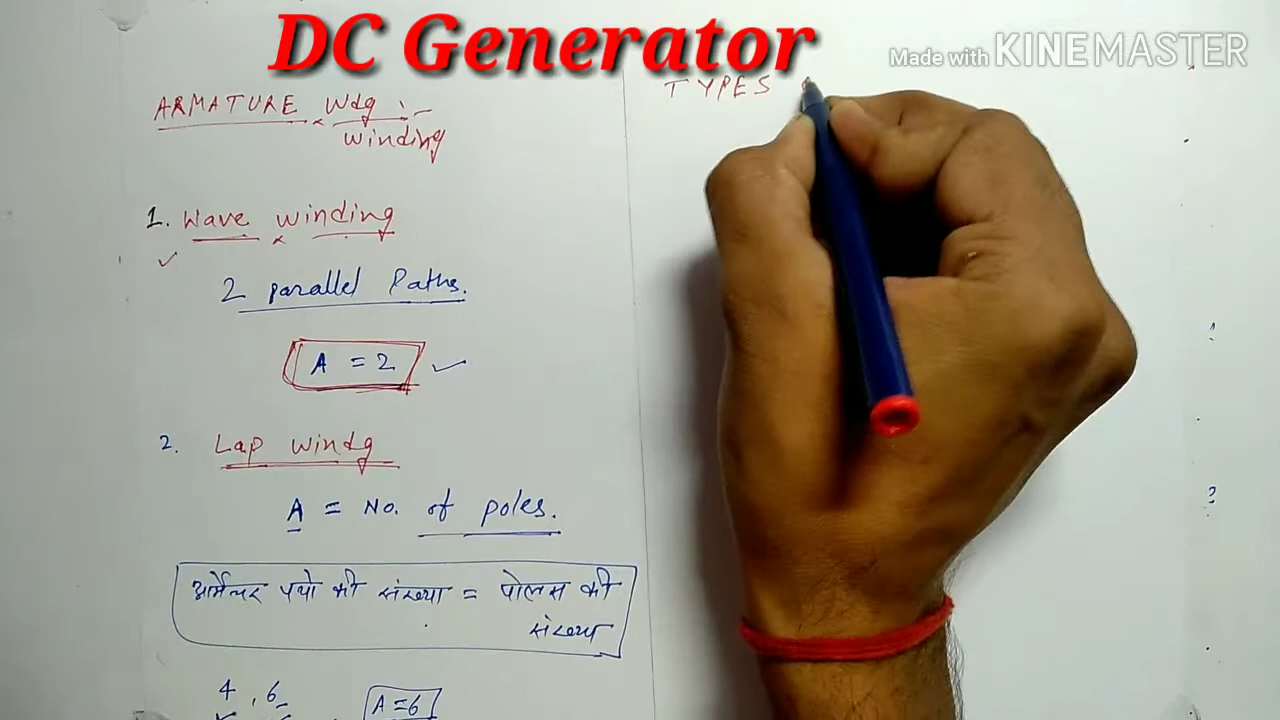 DC Generator
Made with KINEMASTER
ARMATURE Wdg :-
winding
1. Wave winding
2 parallel Paths.
A = 2
2. Lap windg
A = No. of poles.
आर्मेचर पथो की संख्या = पोलस की
संख्या
4, 6
A = 6
TYPES